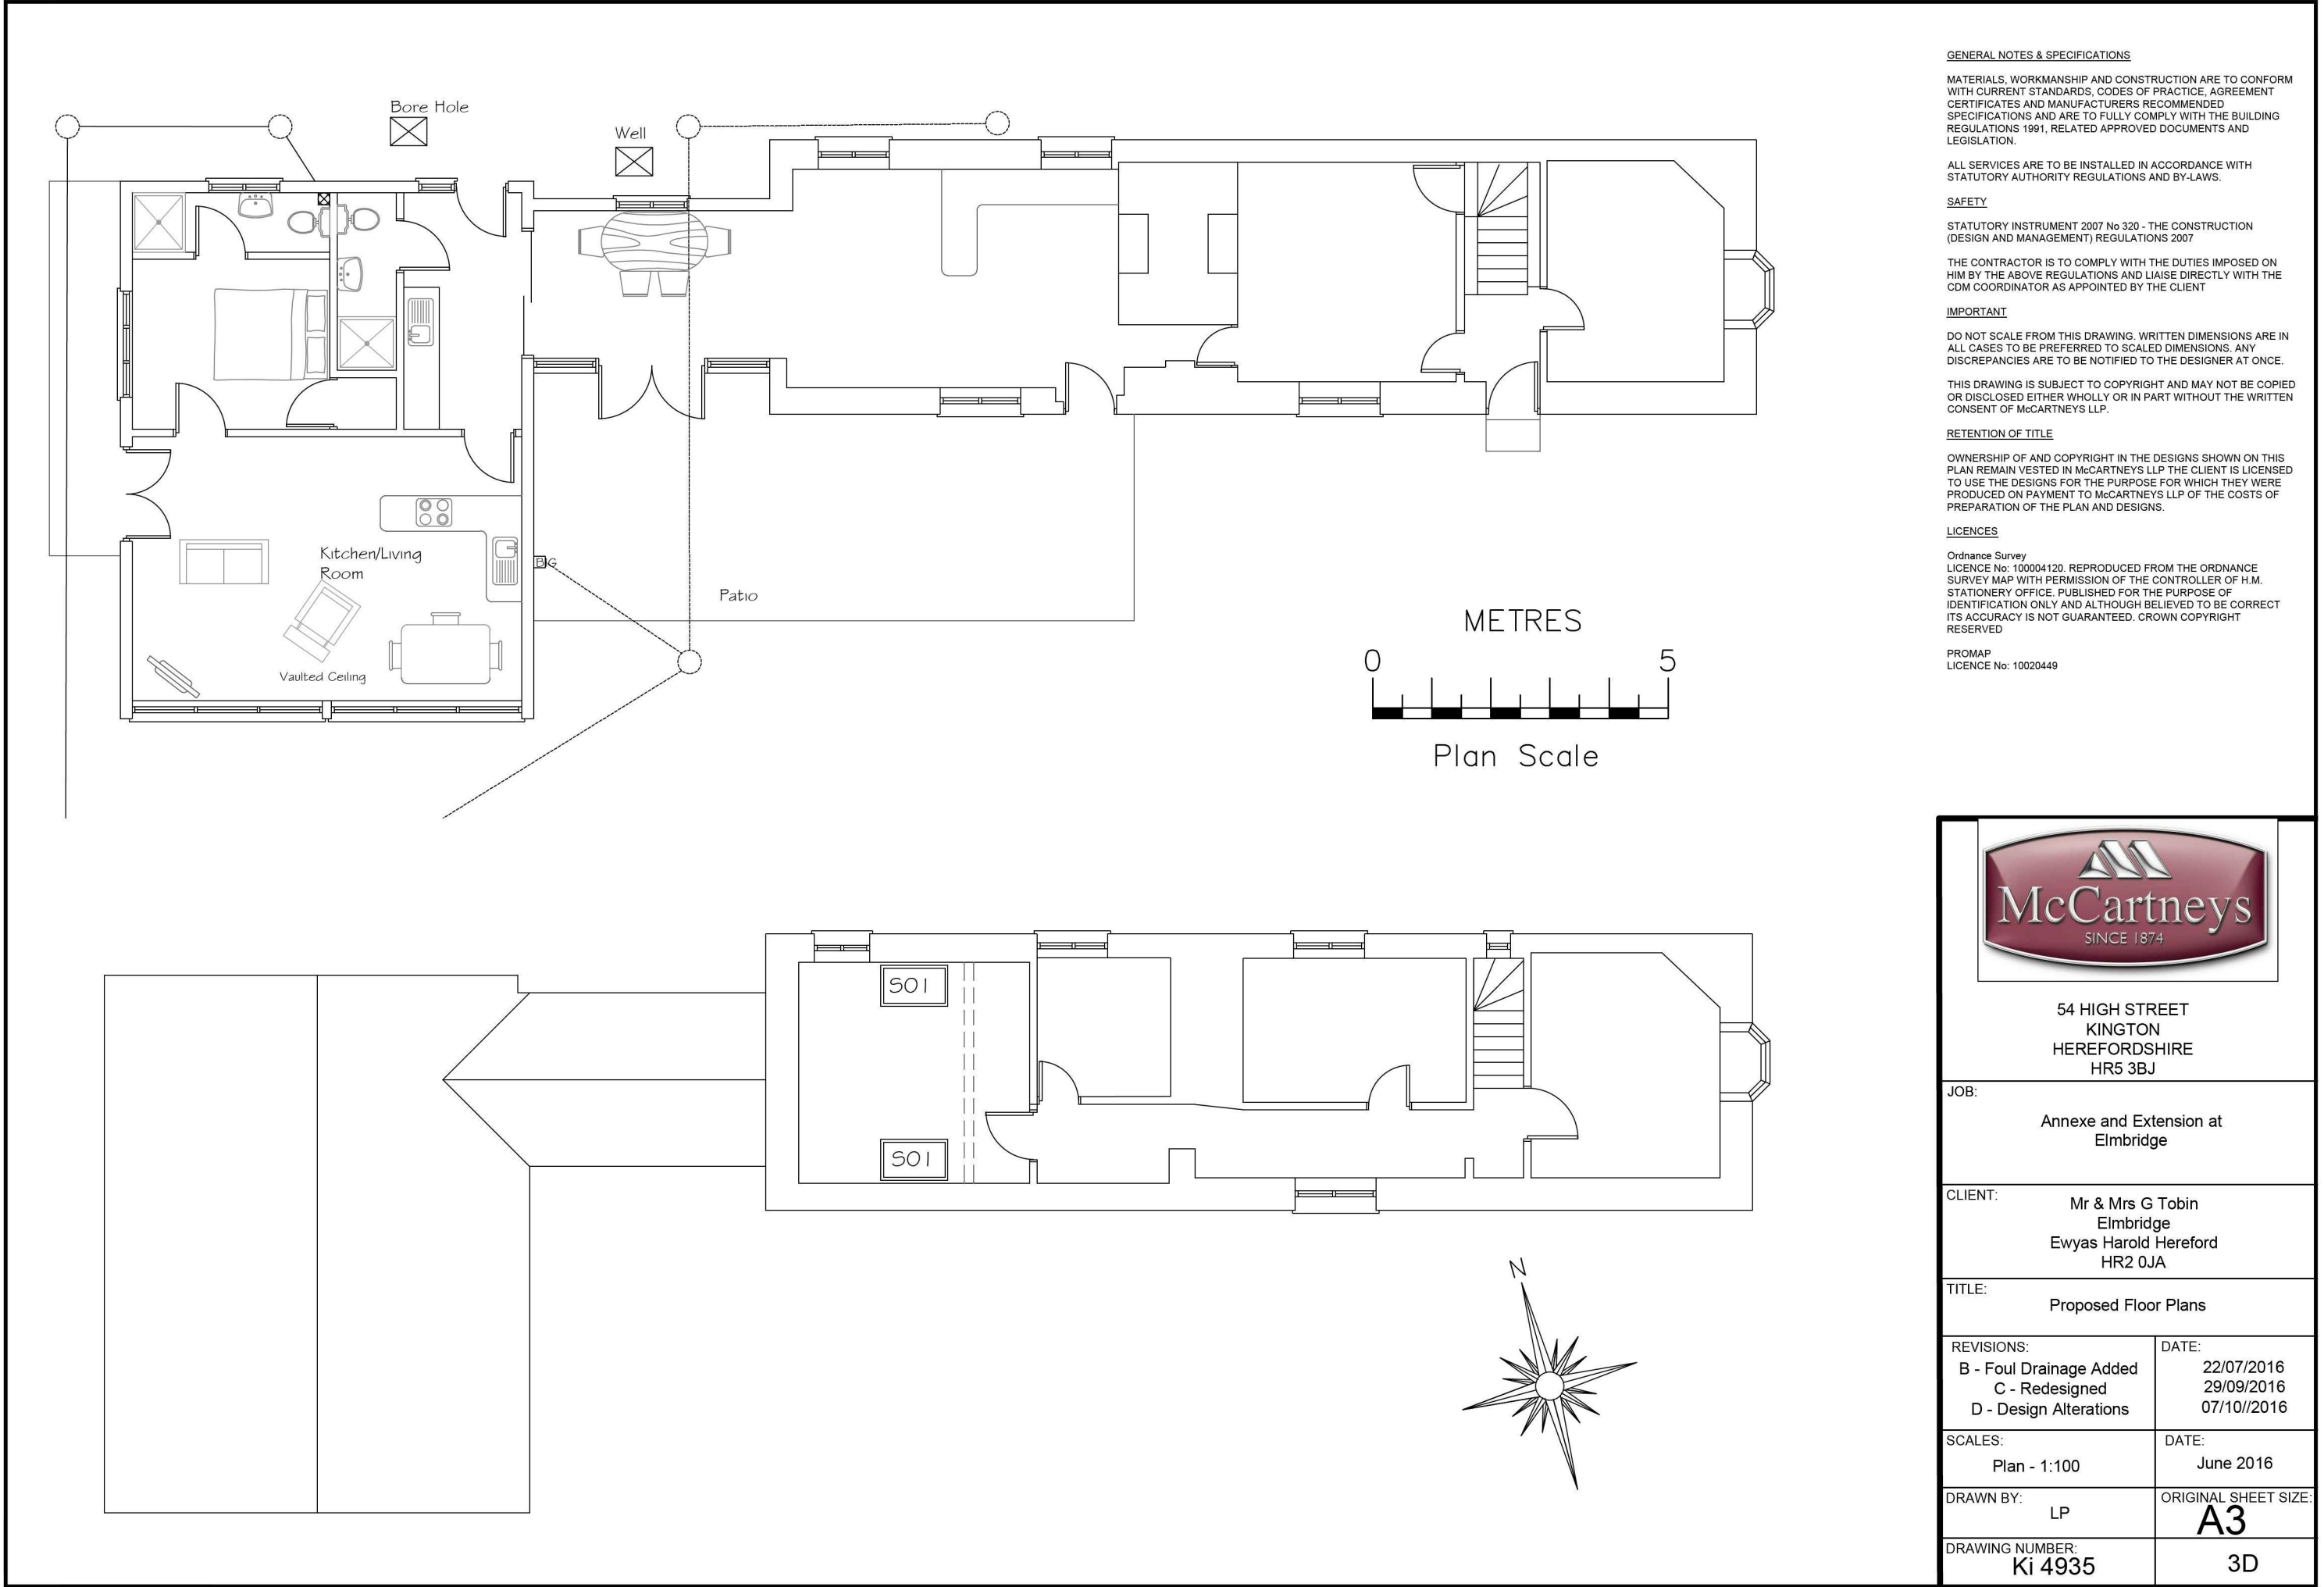 GENERAL NOTES & SPECIFICATIONS
MATERIALS, WORKMANSHIP AND CONSTRUCTION ARE TO CONFORM
WITH CURRENT STANDARDS, CODES OF PRACTICE, AGREEMENT
CERTIFICATES AND MANUFACTURERS RECOMMENDED
SPECIFICATIONS AND ARE TO FULLY COMPLY WITH THE BUILDING
REGULATIONS 1991, RELATED APPROVED DOCUMENTS AND
LEGISLATION.
ALL SERVICES ARE TO BE INSTALLED IN ACCORDANCE WITH
STATUTORY AUTHORITY REGULATIONS AND BY-LAWS.
SAFETY
STATUTORY INSTRUMENT 2007 No 320 - THE CONSTRUCTION
(DESIGN AND MANAGEMENT) REGULATIONS 2007
THE CONTRACTOR IS TO COMPLY WITH THE DUTIES IMPOSED ON
HIM BY THE ABOVE REGULATIONS AND LIAISE DIRECTLY WITH THE
CDM COORDINATOR AS APPOINTED BY THE CLIENT
IMPORTANT
DO NOT SCALE FROM THIS DRAWING. WRITTEN DIMENSIONS ARE IN
ALL CASES TO BE PREFERRED TO SCALED DIMENSIONS. ANY
DISCREPANCIES ARE TO BE NOTIFIED TO THE DESIGNER AT ONCE.
THIS DRAWING IS SUBJECT TO COPYRIGHT AND MAY NOT BE COPIED
OR DISCLOSED EITHER WHOLLY OR IN PART WITHOUT THE WRITTEN
CONSENT OF McCARTNEYS LLP.
RETENTION OF TITLE
OWNERSHIP OF AND COPYRIGHT IN THE DESIGNS SHOWN ON THIS
PLAN REMAIN VESTED IN McCARTNEYS LLP THE CLIENT IS LICENSED
TO USE THE DESIGNS FOR THE PURPOSE FOR WHICH THEY WERE
PRODUCED ON PAYMENT TO McCARTNEYS LLP OF THE COSTS OF
PREPARATION OF THE PLAN AND DESIGNS.
LICENCES
Ordnance Survey
LICENCE No: 100004120. REPRODUCED FROM THE ORDNANCE
SURVEY MAP WITH PERMISSION OF THE CONTROLLER OF H.M.
STATIONERY OFFICE. PUBLISHED FOR THE PURPOSE OF
IDENTIFICATION ONLY AND ALTHOUGH BELIEVED TO BE CORRECT
ITS ACCURACY IS NOT GUARANTEED. CROWN COPYRIGHT
RESERVED
PROMAP
LICENCE No: 10020449
Bore Hole
Well
Kitchen/Living
Room
BIG
Patio
Vaulted Ceiling
METRES
0 5
Plan Scale
SO1
SO1
N
McCartneys
SINCE 1874
54 HIGH STREET
KINGTON
HEREFORDSHIRE
HR5 3BJ
JOB:
Annexe and Extension at
Elmbridge
CLIENT:
Mr & Mrs G Tobin
Elmbridge
Ewyas Harold Hereford
HR2 0JA
TITLE:
Proposed Floor Plans
REVISIONS: DATE:
B - Foul Drainage Added 22/07/2016
C - Redesigned 29/09/2016
D - Design Alterations 07/10//2016
SCALES: DATE:
Plan - 1:100 June 2016
DRAWN BY: ORIGINAL SHEET SIZE:
LP A3
DRAWING NUMBER:
Ki 4935 3D